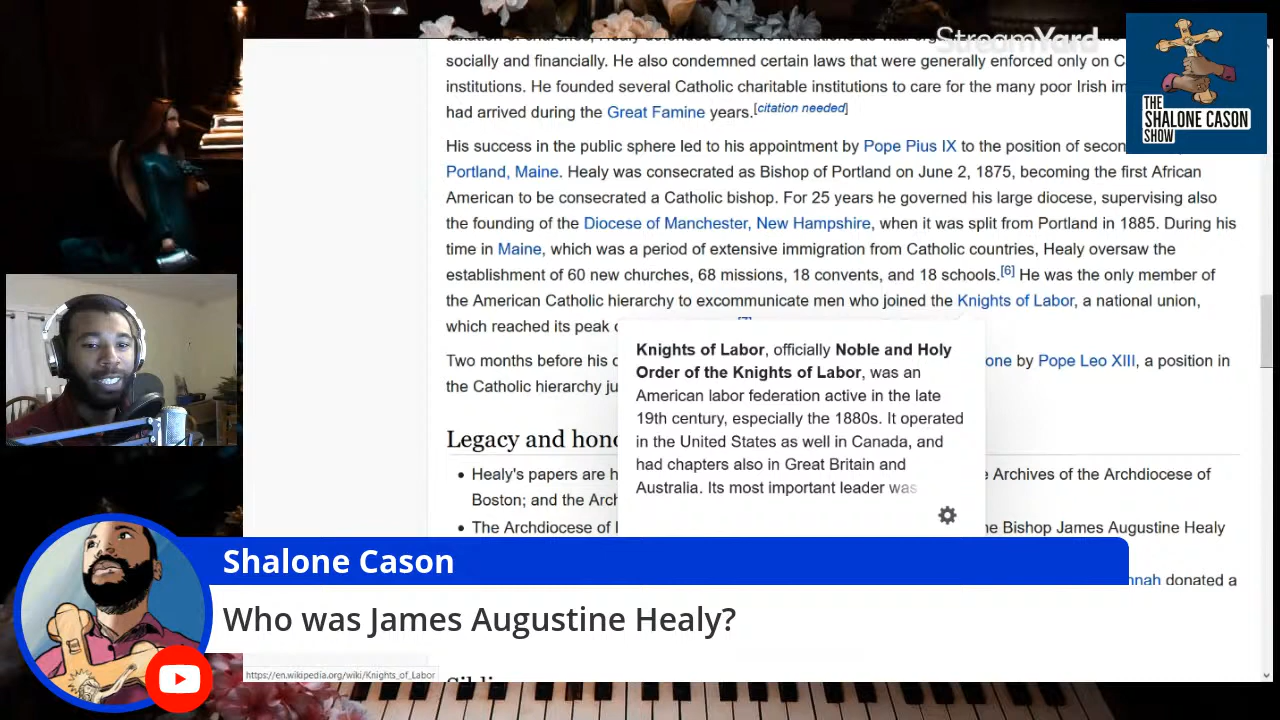 StreamYard
THE
SHALONE CASON
SHOW
socially and financially. He also condemned certain laws that were generally enforced only on C
institutions. He founded several Catholic charitable institutions to care for the many poor Irish im
had arrived during the Great Famine years.[citation needed]
His success in the public sphere led to his appointment by Pope Pius IX to the position of secon
Portland, Maine. Healy was consecrated as Bishop of Portland on June 2, 1875, becoming the first African
American to be consecrated a Catholic bishop. For 25 years he governed his large diocese, supervising also
the founding of the Diocese of Manchester, New Hampshire, when it was split from Portland in 1885. During his
time in Maine, which was a period of extensive immigration from Catholic countries, Healy oversaw the
establishment of 60 new churches, 68 missions, 18 convents, and 18 schools.[6] He was the only member of
the American Catholic hierarchy to excommunicate men who joined the Knights of Labor, a national union,
which reached its peak
Two months before his
one by Pope Leo XIII, a position in
the Catholic hierarchy ju
Knights of Labor, officially Noble and Holy
Order of the Knights of Labor, was an
American labor federation active in the late
19th century, especially the 1880s. It operated
in the United States as well in Canada, and
had chapters also in Great Britain and
Australia. Its most important leader was
Legacy and hono
Healy's papers are h
e Archives of the Archdiocese of
Boston; and the Arch
The Archdiocese of
ne Bishop James Augustine Healy
nnah donated a
Shalone Cason
Who was James Augustine Healy?
https://en.wikipedia.org/wiki/Knights_of_Labor